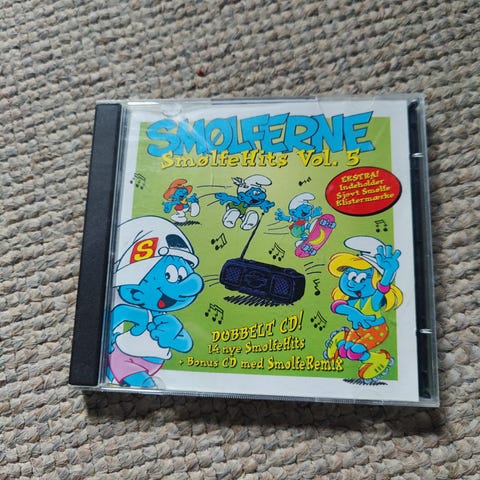 SMØLFERNE
SmølfeHits Vol. 5
EKSTRA!
Indeholder
Sjovt Smølfe
Klistermærke
S
DOBBELT CD!
14 nye SmølfeHits
+ Bonus CD med SmølfeRemix